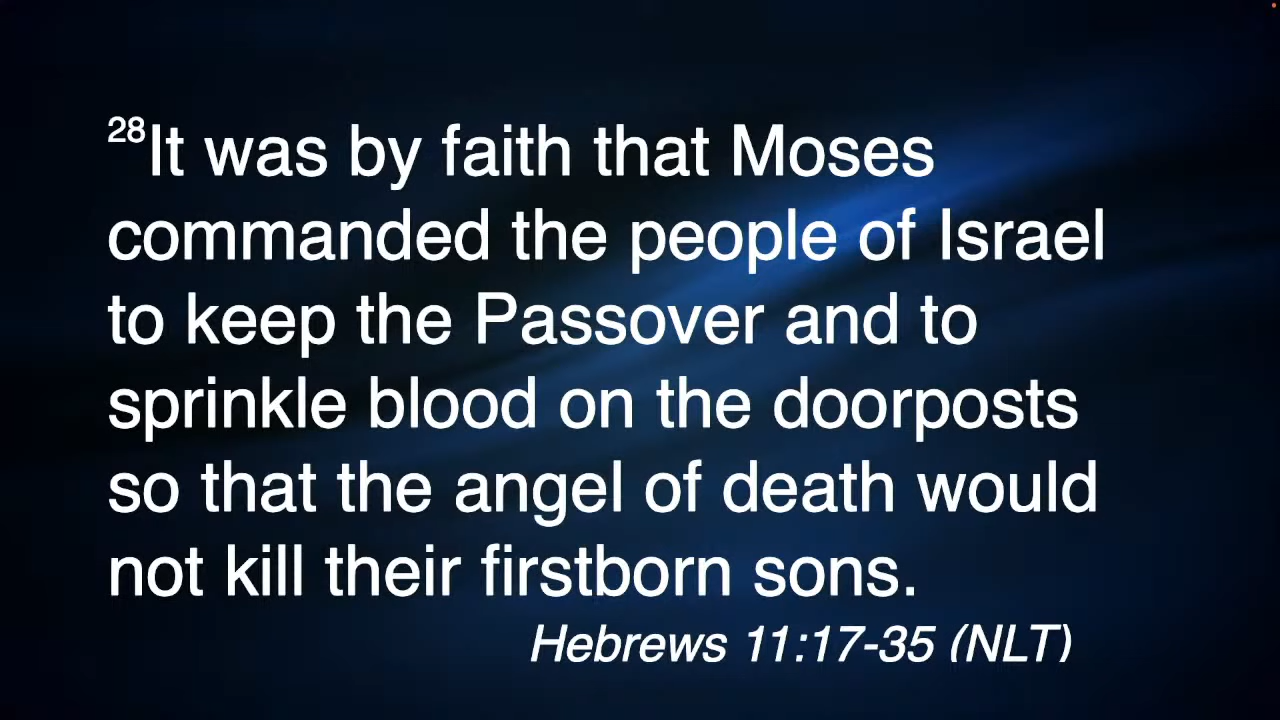 28It was by faith that Moses
commanded the people of Israel
to keep the Passover and to
sprinkle blood on the doorposts
so that the angel of death would
not kill their firstborn sons.
Hebrews 11:17-35 (NLT)